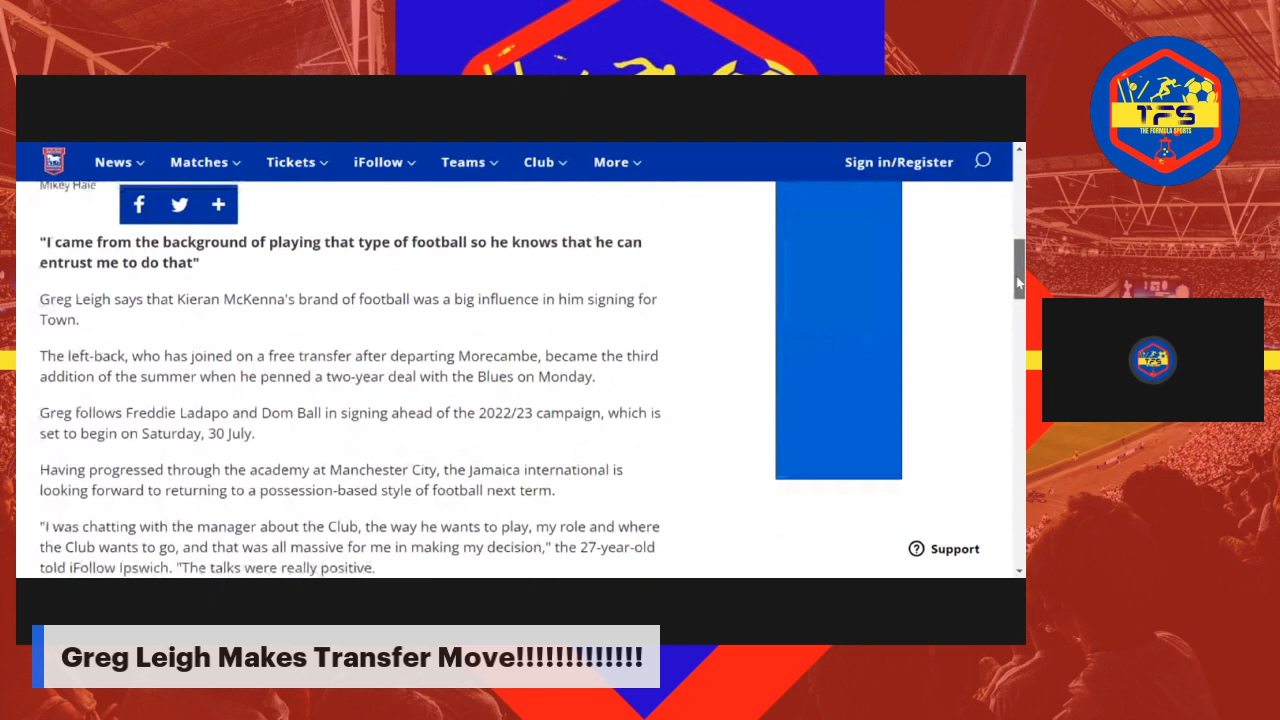 TFS
THE FORMULA SPORTS
News Matches Tickets iFollow Teams Club More Sign in/Register
Mikey Hale
"I came from the background of playing that type of football so he knows that he can
entrust me to do that"
Greg Leigh says that Kieran McKenna's brand of football was a big influence in him signing for
Town.
The left-back, who has joined on a free transfer after departing Morecambe, became the third
addition of the summer when he penned a two-year deal with the Blues on Monday.
Greg follows Freddie Ladapo and Dom Ball in signing ahead of the 2022/23 campaign, which is
set to begin on Saturday, 30 July.
Having progressed through the academy at Manchester City, the Jamaica international is
looking forward to returning to a possession-based style of football next term.
"I was chatting with the manager about the Club, the way he wants to play, my role and where
the Club wants to go, and that was all massive for me in making my decision," the 27-year-old
told iFollow Ipswich. "The talks were really positive.
Support
TFS
Greg Leigh Makes Transfer Move!!!!!!!!!!!!!